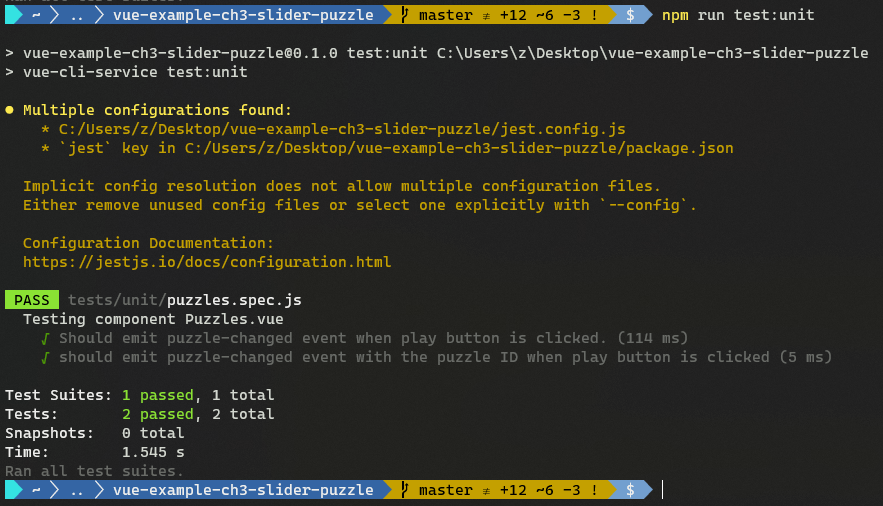 ~ .. vue-example-ch3-slider-puzzle master ≢ +12 ~6 -3 ! $ npm run test:unit
> vue-example-ch3-slider-puzzle@0.1.0 test:unit C:\Users\z\Desktop\vue-example-ch3-slider-puzzle
> vue-cli-service test:unit
● Multiple configurations found:
* C:/Users/z/Desktop/vue-example-ch3-slider-puzzle/jest.config.js
* `jest` key in C:/Users/z/Desktop/vue-example-ch3-slider-puzzle/package.json
Implicit config resolution does not allow multiple configuration files.
Either remove unused config files or select one explicitly with `--config`.
Configuration Documentation:
https://jestjs.io/docs/configuration.html
PASS tests/unit/puzzles.spec.js
Testing component Puzzles.vue
√ Should emit puzzle-changed event when play button is clicked. (114 ms)
√ should emit puzzle-changed event with the puzzle ID when play button is clicked (5 ms)
Test Suites: 1 passed, 1 total
Tests: 2 passed, 2 total
Snapshots: 0 total
Time: 1.545 s
Ran all test suites.
~ .. vue-example-ch3-slider-puzzle master ≢ +12 ~6 -3 ! $